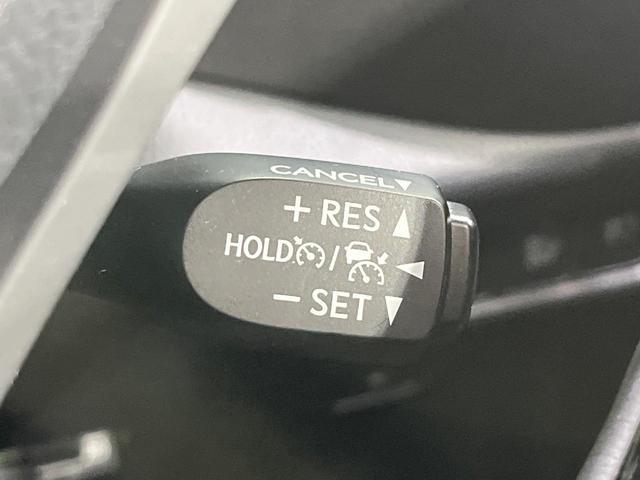 CANCEL▼
+ RES ▲
HOLD / ◀
− SET ▼